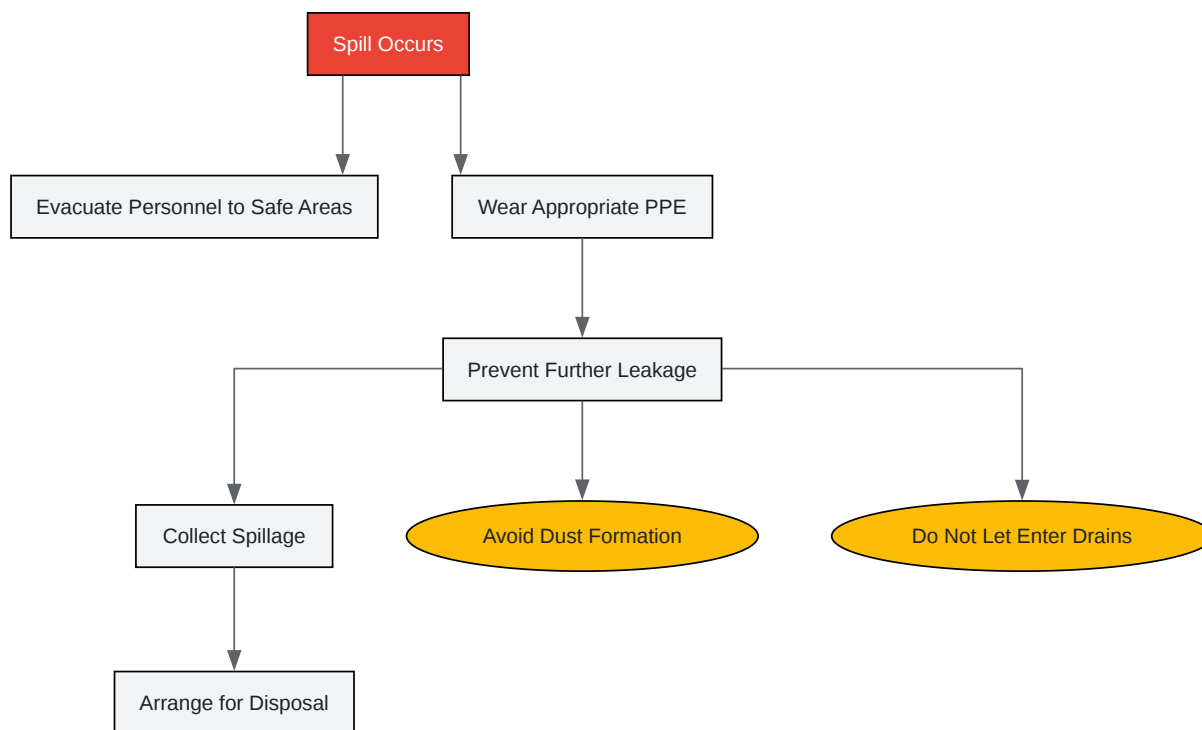 Spill Occurs
Evacuate Personnel to Safe Areas
Wear Appropriate PPE
Prevent Further Leakage
Collect Spillage
Avoid Dust Formation
Do Not Let Enter Drains
Arrange for Disposal